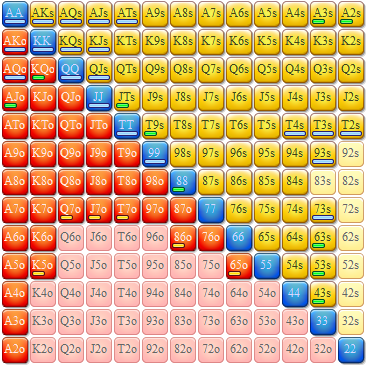 AA AKs AQs AJs ATs A9s A8s A7s A6s A5s A4s A3s A2s
AKo KK KQs KJs KTs K9s K8s K7s K6s K5s K4s K3s K2s
AQo KQo QQ QJs QTs Q9s Q8s Q7s Q6s Q5s Q4s Q3s Q2s
AJo KJo QJo JJ JTs J9s J8s J7s J6s J5s J4s J3s J2s
ATo KTo QTo JTo TT T9s T8s T7s T6s T5s T4s T3s T2s
A9o K9o Q9o J9o T9o 99 98s 97s 96s 95s 94s 93s 92s
A8o K8o Q8o J8o T8o 98o 88 87s 86s 85s 84s 83s 82s
A7o K7o Q7o J7o T7o 97o 87o 77 76s 75s 74s 73s 72s
A6o K6o Q6o J6o T6o 96o 86o 76o 66 65s 64s 63s 62s
A5o K5o Q5o J5o T5o 95o 85o 75o 65o 55 54s 53s 52s
A4o K4o Q4o J4o T4o 94o 84o 74o 64o 54o 44 43s 42s
A3o K3o Q3o J3o T3o 93o 83o 73o 63o 53o 43o 33 32s
A2o K2o Q2o J2o T2o 92o 82o 72o 62o 52o 42o 32o 22